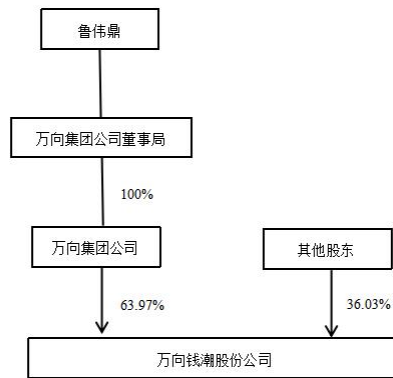 鲁伟鼎
万向集团公司董事局
100%
万向集团公司
其他股东
63.97%
36.03%
万向钱潮股份公司